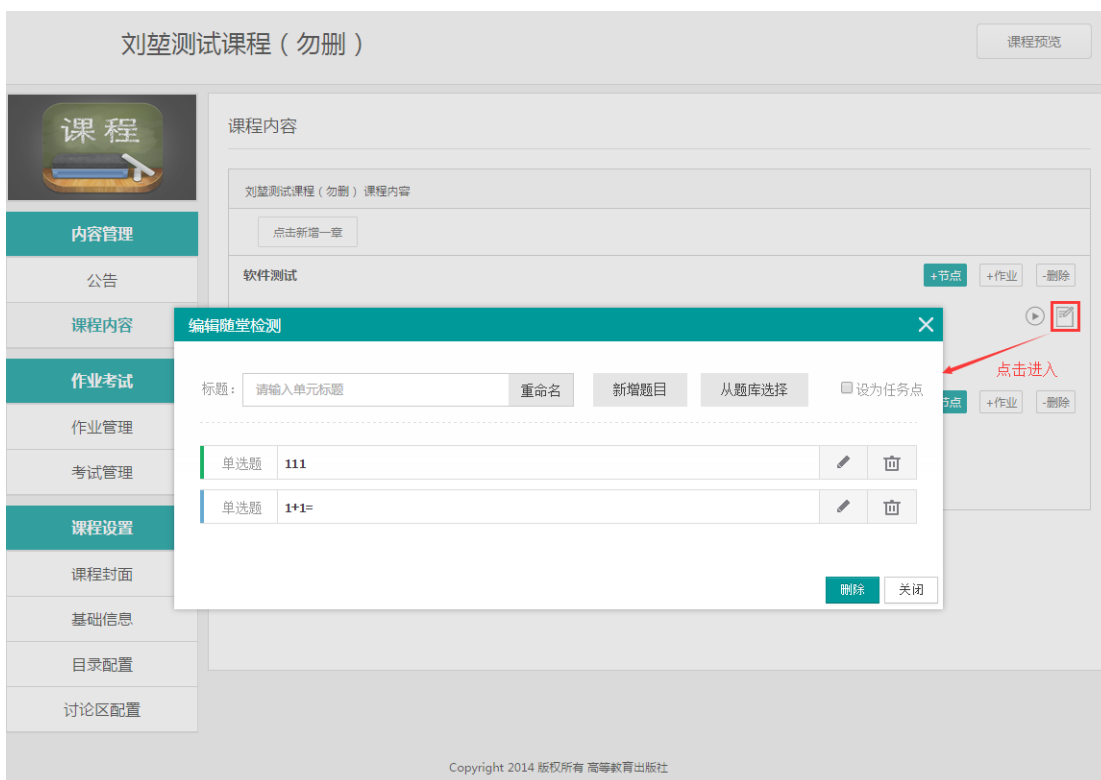 刘堃测试课程（勿删）
课程预览
课程
课程内容
刘堃测试课程（勿删）课程内容
内容管理
点击新增一章
公告
软件测试
+节点 +作业 -删除
课程内容
编辑随堂检测
点击进入
作业考试
标题： 请输入单元标题 重命名 新增题目 从题库选择 设为任务点
节点 +作业 -删除
作业管理
单选题 111
考试管理
单选题 1+1=
课程设置
课程封面
删除 关闭
基础信息
目录配置
讨论区配置
Copyright 2014 版权所有 高等教育出版社